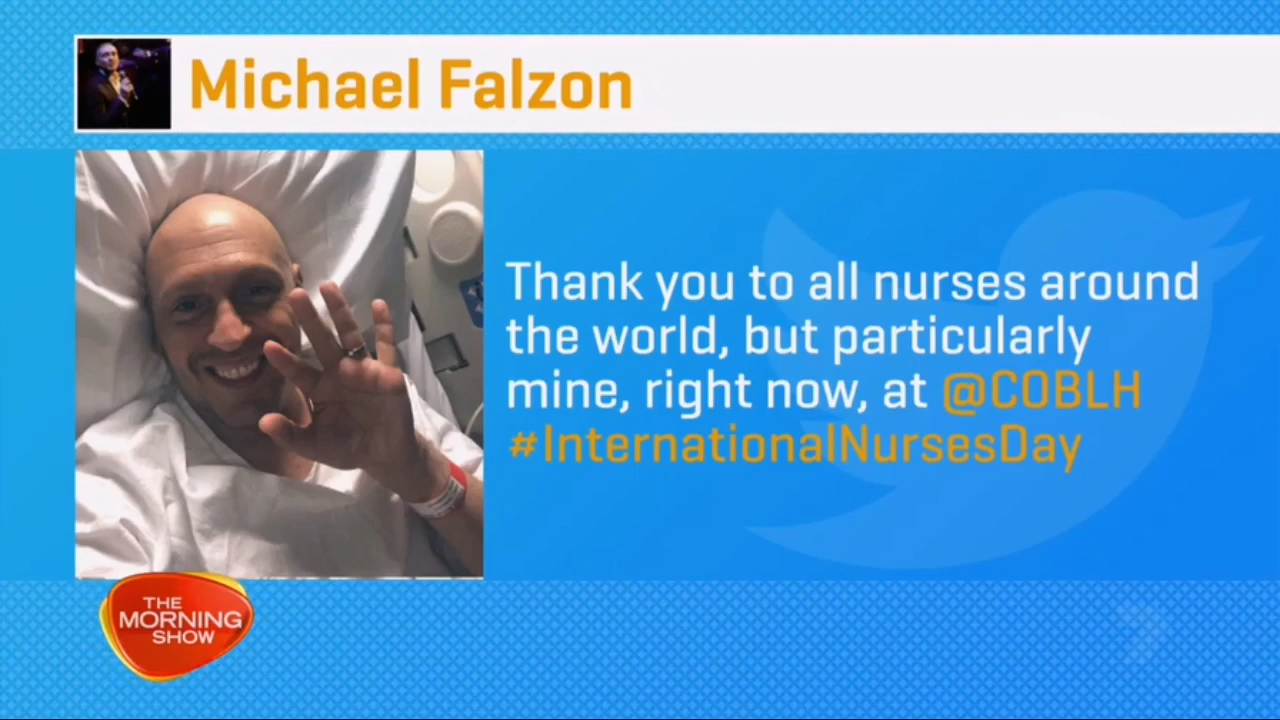 Michael Falzon
Thank you to all nurses around
the world, but particularly
mine, right now, at @COBLH
#InternationalNursesDay
THE
MORNING
SHOW